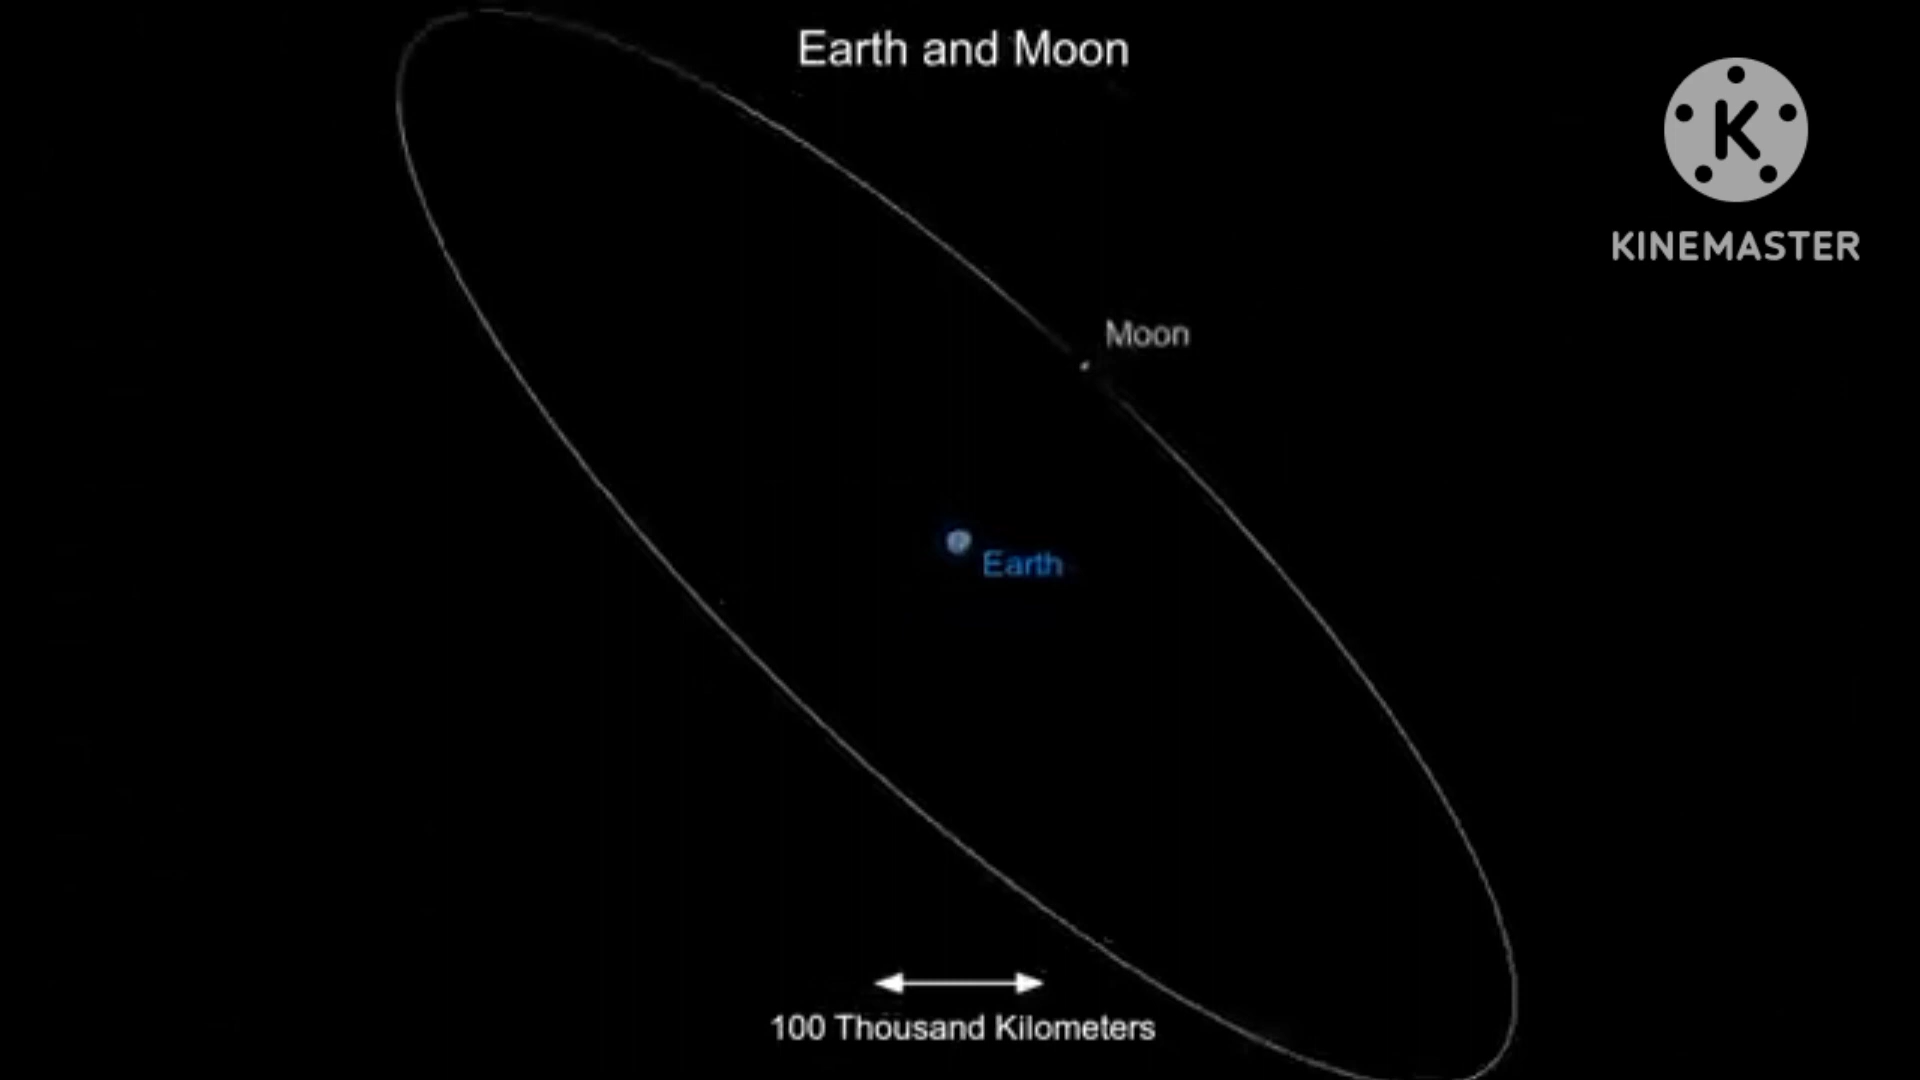 Earth and Moon
K
KINEMASTER
Moon
Earth
100 Thousand Kilometers